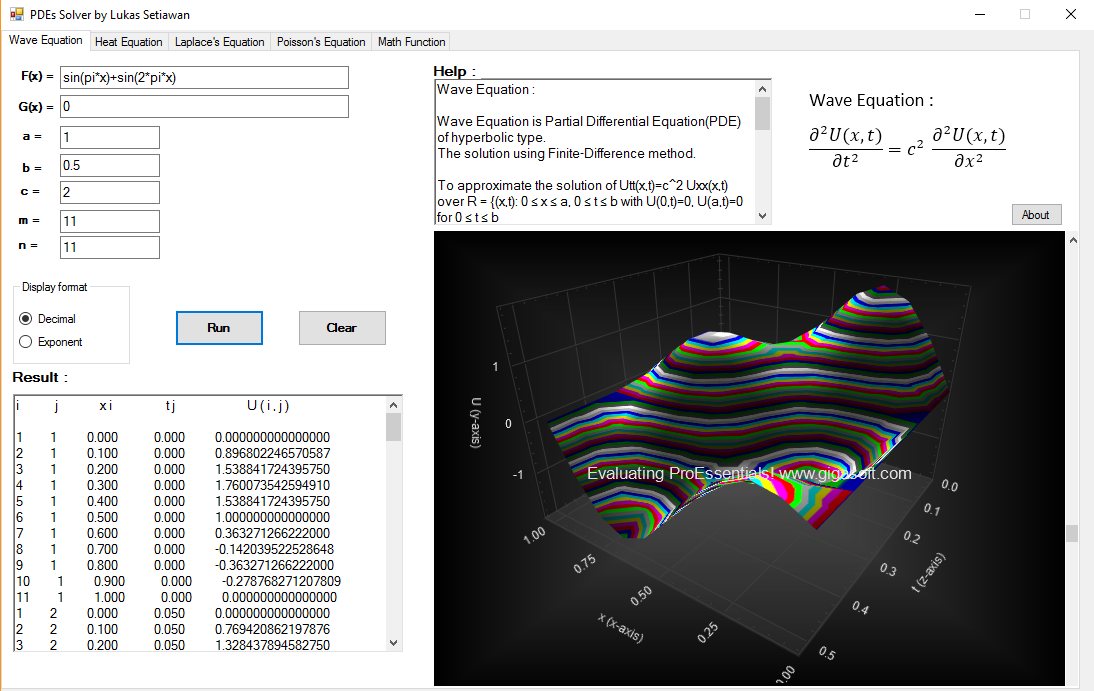 PDEs Solver by Lukas Setiawan
Wave Equation Heat Equation Laplace's Equation Poisson's Equation Math Function
F(x) = sin(pi*x)+sin(2*pi*x)
G(x) = 0
a = 1
b = 0.5
c = 2
m = 11
n = 11
Display format
Decimal
Exponent
Run Clear
Help :
Wave Equation :
Wave Equation is Partial Differential Equation(PDE)
of hyperbolic type.
The solution using Finite-Difference method.
To approximate the solution of Utt(x,t)=c^2 Uxx(x,t)
over R = {(x,t): 0 ≤ x ≤ a, 0 ≤ t ≤ b with U(0,t)=0, U(a,t)=0
for 0 ≤ t ≤ b
Wave Equation :
∂²U(x,t)/∂t² = c² ∂²U(x,t)/∂x²
About
Result :
i j xi tj U(i,j)
1 1 0.000 0.000 0.000000000000000
2 1 0.100 0.000 0.896802246570587
3 1 0.200 0.000 1.538841724395750
4 1 0.300 0.000 1.760073542594910
5 1 0.400 0.000 1.538841724395750
6 1 0.500 0.000 1.000000000000000
7 1 0.600 0.000 0.363271266222000
8 1 0.700 0.000 -0.142039522528648
9 1 0.800 0.000 -0.363271266222000
10 1 0.900 0.000 -0.278768271207809
11 1 1.000 0.000 0.000000000000000
1 2 0.000 0.050 0.000000000000000
2 2 0.100 0.050 0.769420862197876
3 2 0.200 0.050 1.328437894582750
1
0
-1
U (y-axis)
Evaluating ProEssentials! www.gigasoft.com
1.00
0.75
0.50
0.25
0.00
x (x-axis)
0.0
0.1
0.2
0.3
0.4
0.5
t (z-axis)